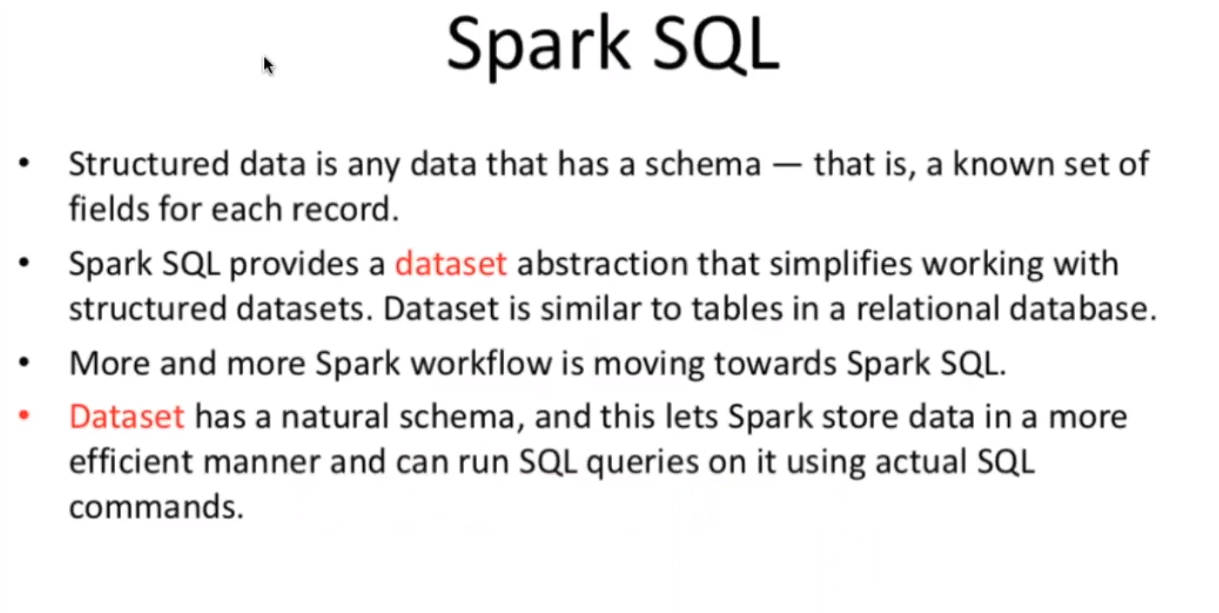 Spark SQL
• Structured data is any data that has a schema — that is, a known set of
fields for each record.
• Spark SQL provides a dataset abstraction that simplifies working with
structured datasets. Dataset is similar to tables in a relational database.
• More and more Spark workflow is moving towards Spark SQL.
• Dataset has a natural schema, and this lets Spark store data in a more
efficient manner and can run SQL queries on it using actual SQL
commands.